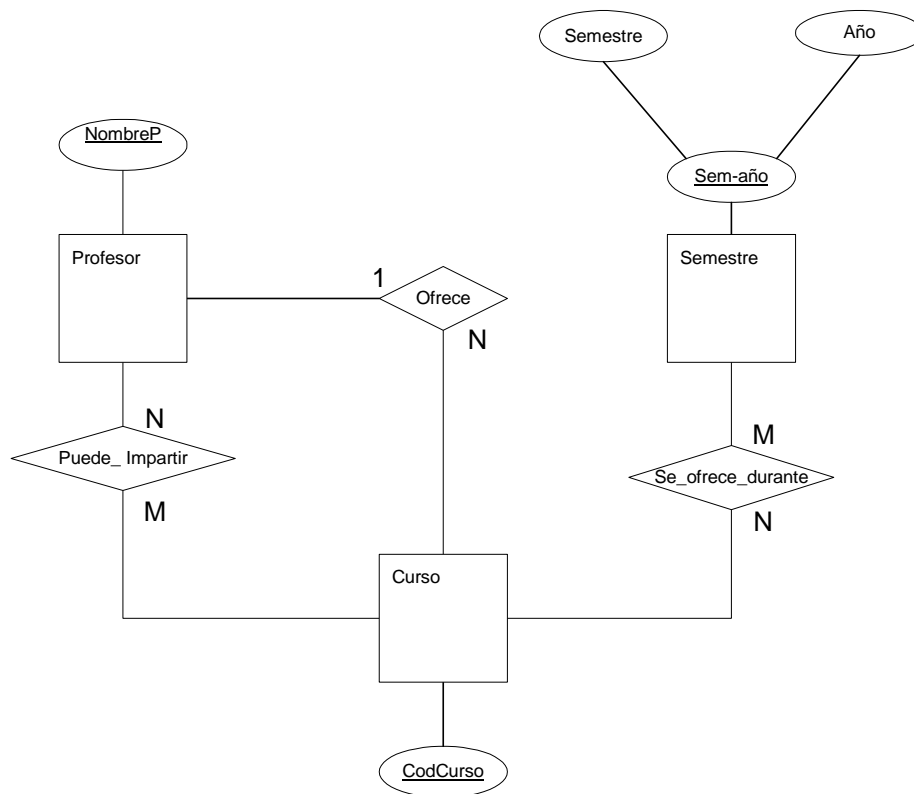 Semestre
Año
NombreP
Sem-año
Profesor
Semestre
1
Ofrece
N
N
M
Puede_ Impartir
Se_ofrece_durante
M
N
Curso
CodCurso